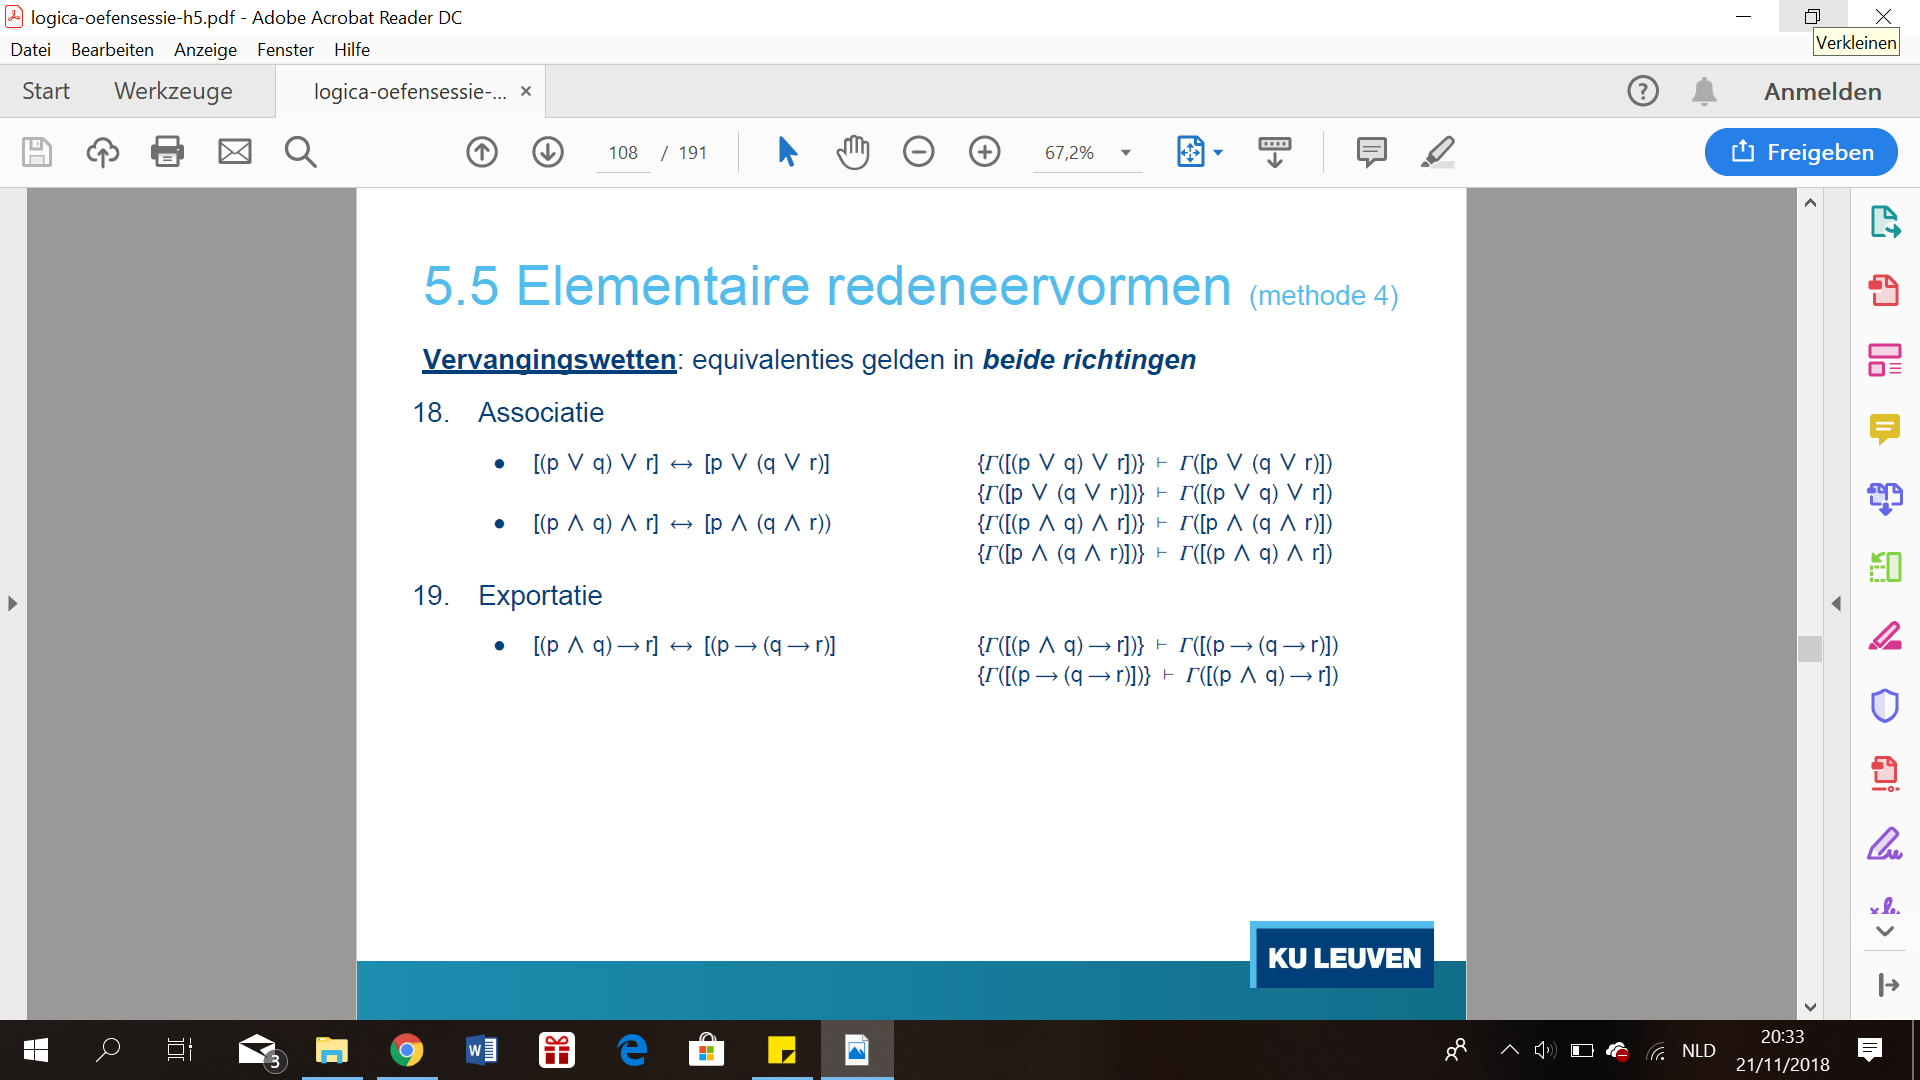 logica-oefensessie-h5.pdf - Adobe Acrobat Reader DC
Verkleinen
Datei Bearbeiten Anzeige Fenster Hilfe
Start Werkzeuge logica-oefensessie-... × Anmelden
108 / 191 67,2% Freigeben
5.5 Elementaire redeneervormen (methode 4)
Vervangingswetten: equivalenties gelden in beide richtingen
18. Associatie
• [(p ∨ q) ∨ r] ↔ [p ∨ (q ∨ r)] {Γ([(p ∨ q) ∨ r])} ⊢ Γ([p ∨ (q ∨ r)])
{Γ([p ∨ (q ∨ r)])} ⊢ Γ([(p ∨ q) ∨ r])
• [(p ∧ q) ∧ r] ↔ [p ∧ (q ∧ r)) {Γ([(p ∧ q) ∧ r])} ⊢ Γ([p ∧ (q ∧ r)])
{Γ([p ∧ (q ∧ r)])} ⊢ Γ([(p ∧ q) ∧ r])
19. Exportatie
• [(p ∧ q) → r] ↔ [(p → (q → r)] {Γ([(p ∧ q) → r])} ⊢ Γ([(p → (q → r)])
{Γ([(p → (q → r)])} ⊢ Γ([(p ∧ q) → r])
KU LEUVEN
3 NLD 20:33
21/11/2018